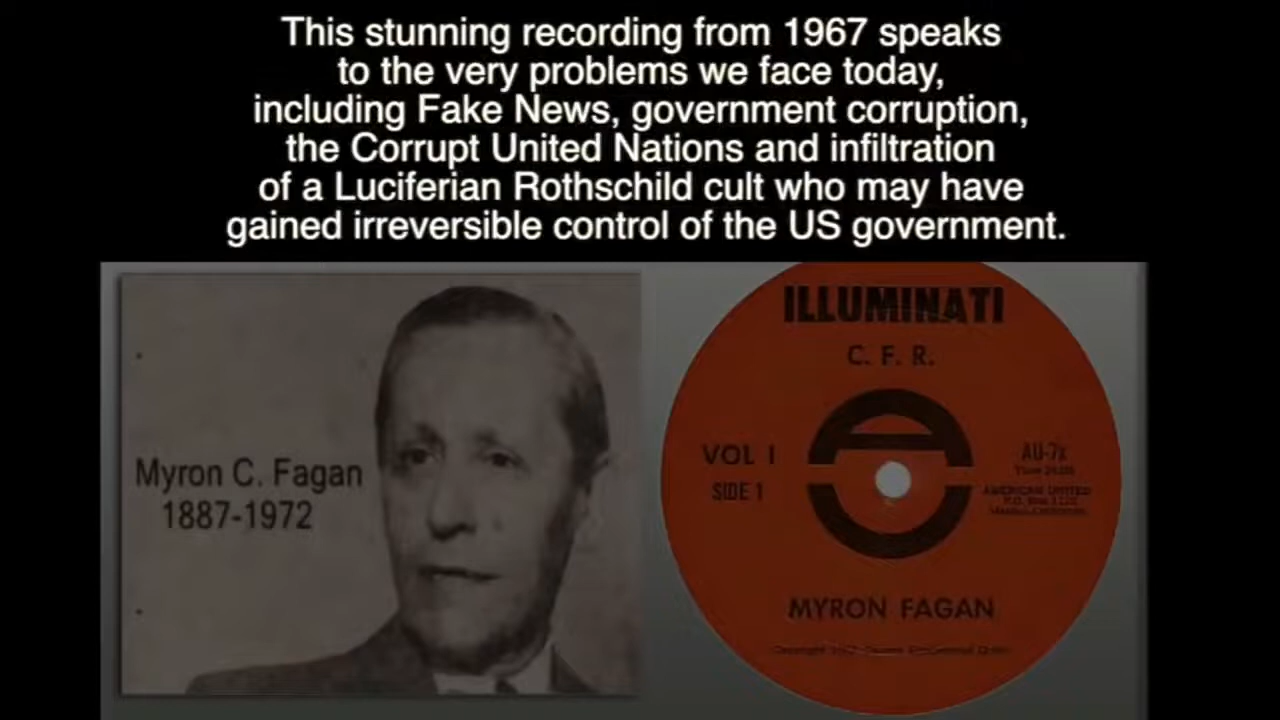 This stunning recording from 1967 speaks
to the very problems we face today,
including Fake News, government corruption,
the Corrupt United Nations and infiltration
of a Luciferian Rothschild cult who may have
gained irreversible control of the US government.
Myron C. Fagan
1887-1972
ILLUMINATI
C. F. R.
VOL I
SIDE 1
AU-7x
AMERICAN UNITED
MYRON FAGAN